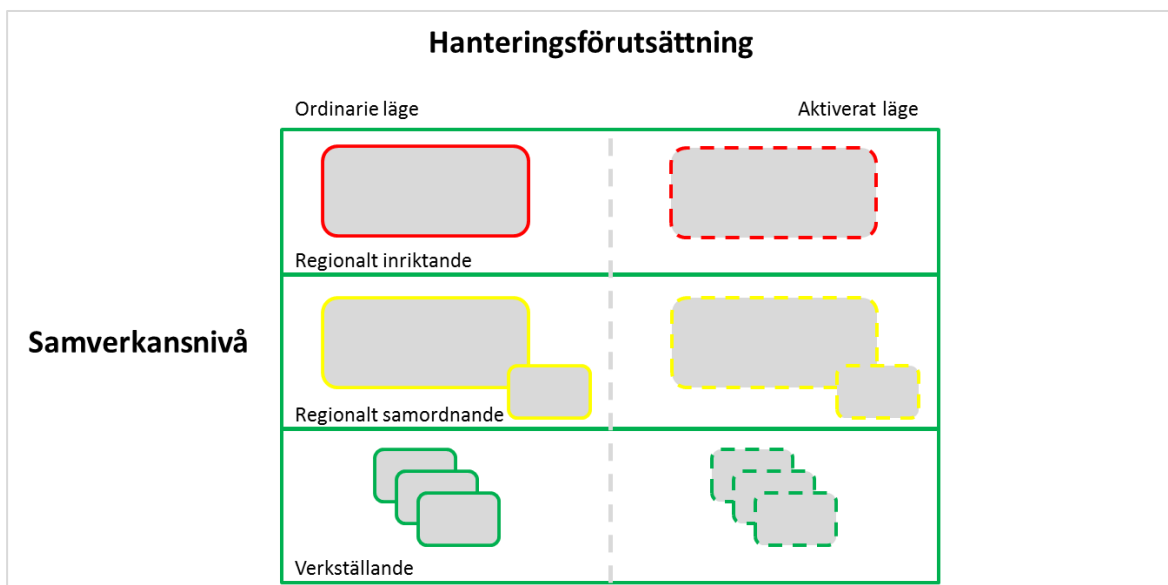 Hanteringsförutsättning
Ordinarie läge
Aktiverat läge
Regionalt inriktande
Samverkansnivå
Regionalt samordnande
Verkställande